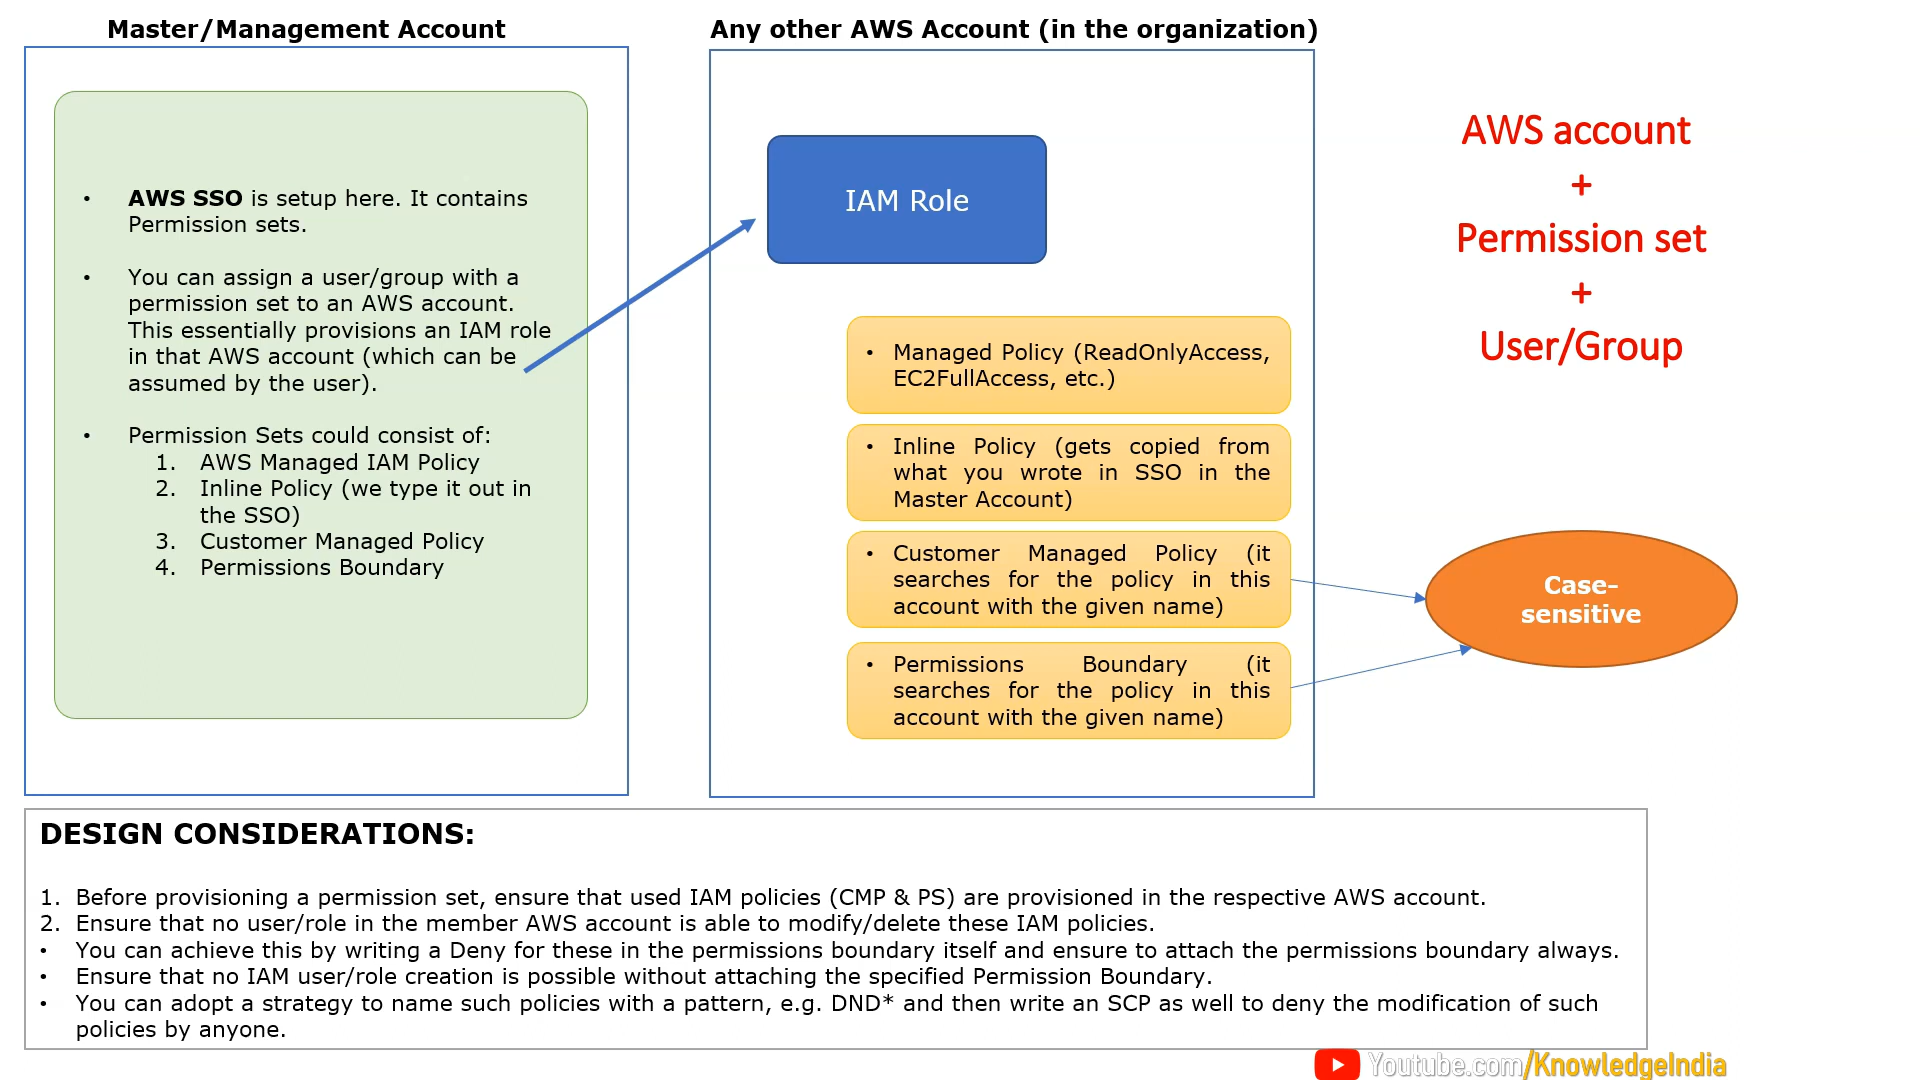 Master/Management Account
• AWS SSO is setup here. It contains
Permission sets.
• You can assign a user/group with a
permission set to an AWS account.
This essentially provisions an IAM role
in that AWS account (which can be
assumed by the user).
• Permission Sets could consist of:
1. AWS Managed IAM Policy
2. Inline Policy (we type it out in
the SSO)
3. Customer Managed Policy
4. Permissions Boundary
Any other AWS Account (in the organization)
IAM Role
• Managed Policy (ReadOnlyAccess,
EC2FullAccess, etc.)
• Inline Policy (gets copied from
what you wrote in SSO in the
Master Account)
• Customer Managed Policy (it
searches for the policy in this
account with the given name)
• Permissions Boundary (it
searches for the policy in this
account with the given name)
AWS account
+
Permission set
+
User/Group
Case-
sensitive
DESIGN CONSIDERATIONS:
1. Before provisioning a permission set, ensure that used IAM policies (CMP & PS) are provisioned in the respective AWS account.
2. Ensure that no user/role in the member AWS account is able to modify/delete these IAM policies.
• You can achieve this by writing a Deny for these in the permissions boundary itself and ensure to attach the permissions boundary always.
• Ensure that no IAM user/role creation is possible without attaching the specified Permission Boundary.
• You can adopt a strategy to name such policies with a pattern, e.g. DND* and then write an SCP as well to deny the modification of such
policies by anyone.
Youtube.com/KnowledgeIndia